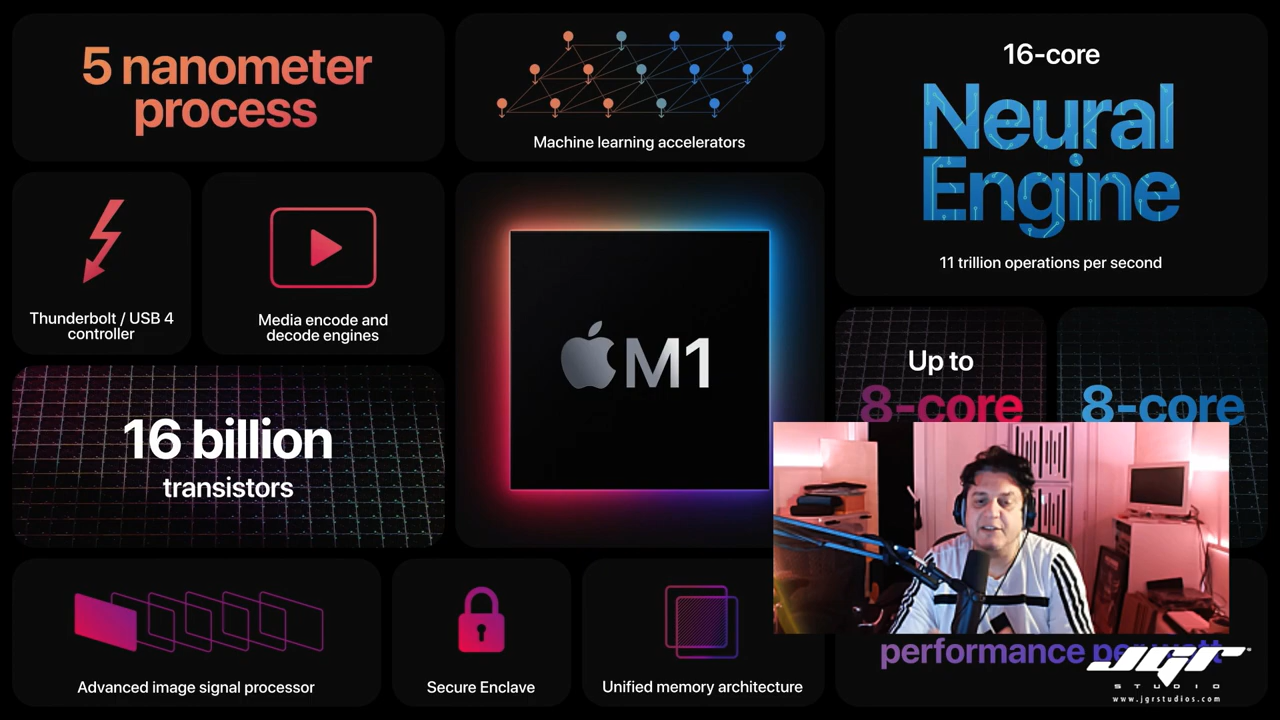 5 nanometer
process
Machine learning accelerators
16-core
Neural
Engine
11 trillion operations per second
Thunderbolt / USB 4
controller
Media encode and
decode engines
M1
Up to
8-core
8-core
16 billion
transistors
Advanced image signal processor
Secure Enclave
Unified memory architecture
performance per watt
JGR
STUDIO
www.jgrstudios.com